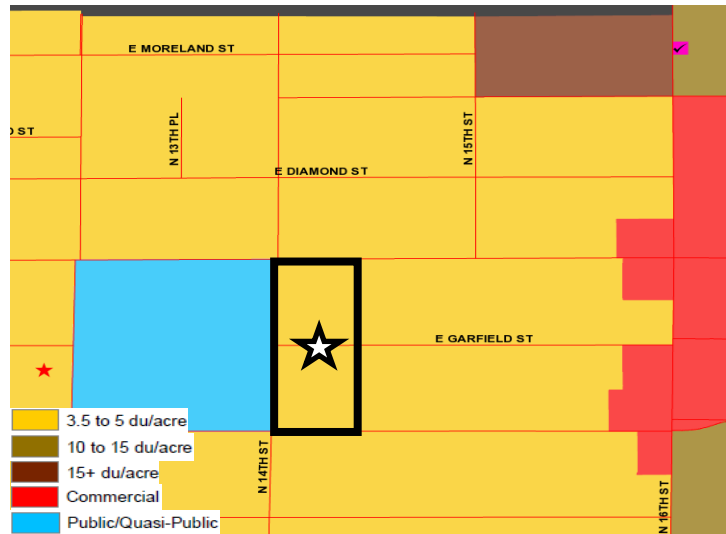 E MORELAND ST
N 13TH PL
N 15TH ST
D ST
E DIAMOND ST
E GARFIELD ST
3.5 to 5 du/acre
10 to 15 du/acre
15+ du/acre
Commercial
Public/Quasi-Public
N 14TH ST
N 16TH ST